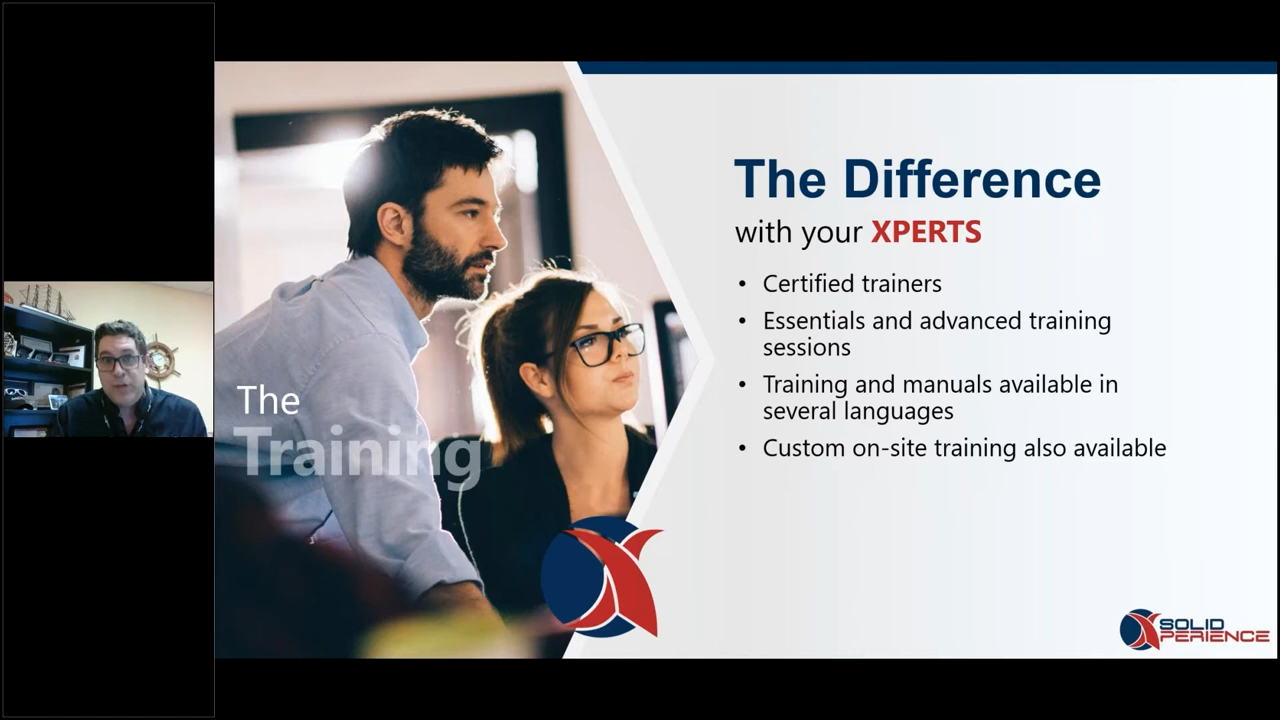 The
Training
The Difference
with your XPERTS
• Certified trainers
• Essentials and advanced training
sessions
• Training and manuals available in
several languages
• Custom on-site training also available
SOLID
XPERIENCE